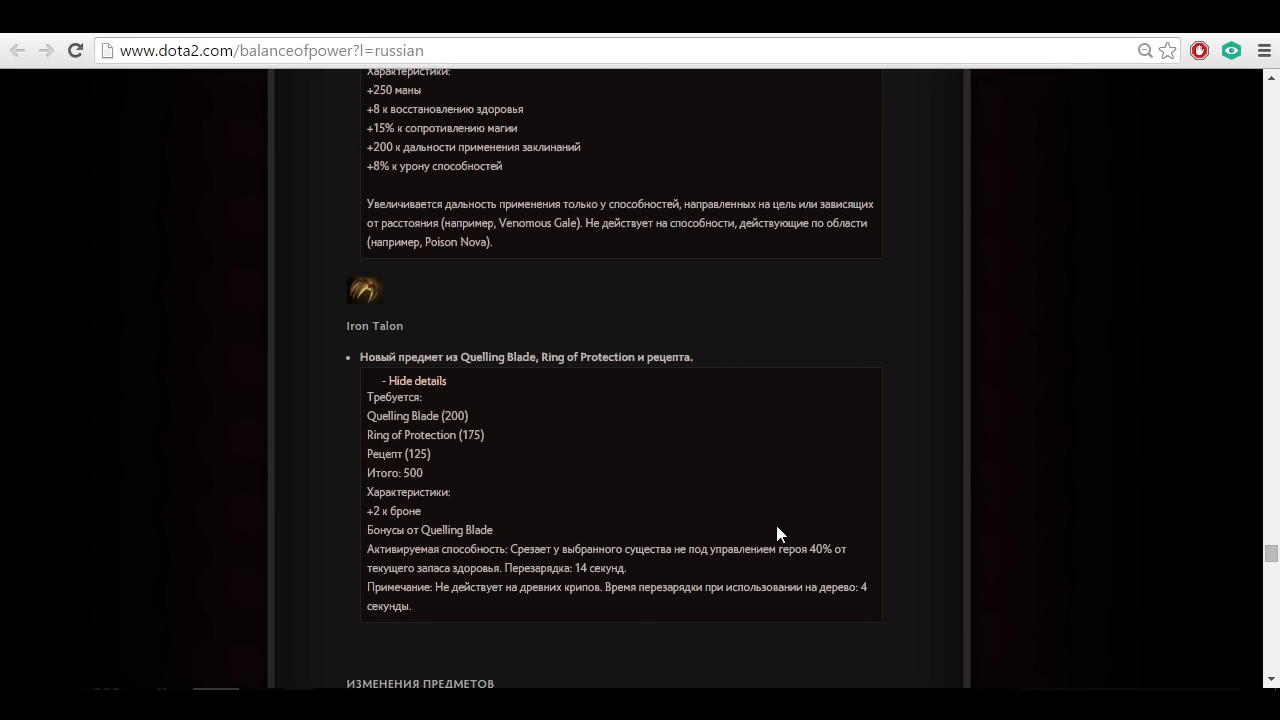 www.dota2.com/balanceofpower?l=russian
Характеристики:
+250 маны
+8 к восстановлению здоровья
+15% к сопротивлению магии
+200 к дальности применения заклинаний
+8% к урону способностей
Увеличивается дальность применения только у способностей, направленных на цель или зависящих
от расстояния (например, Venomous Gale). Не действует на способности, действующие по области
(например, Poison Nova).
Iron Talon
• Новый предмет из Quelling Blade, Ring of Protection и рецепта.
- Hide details
Требуется:
Quelling Blade (200)
Ring of Protection (175)
Рецепт (125)
Итого: 500
Характеристики:
+2 к броне
Бонусы от Quelling Blade
Активируемая способность: Срезает у выбранного существа не под управлением героя 40% от
текущего запаса здоровья. Перезарядка: 14 секунд.
Примечание: Не действует на древних крипов. Время перезарядки при использовании на дерево: 4
секунды.
ИЗМЕНЕНИЯ ПРЕДМЕТОВ